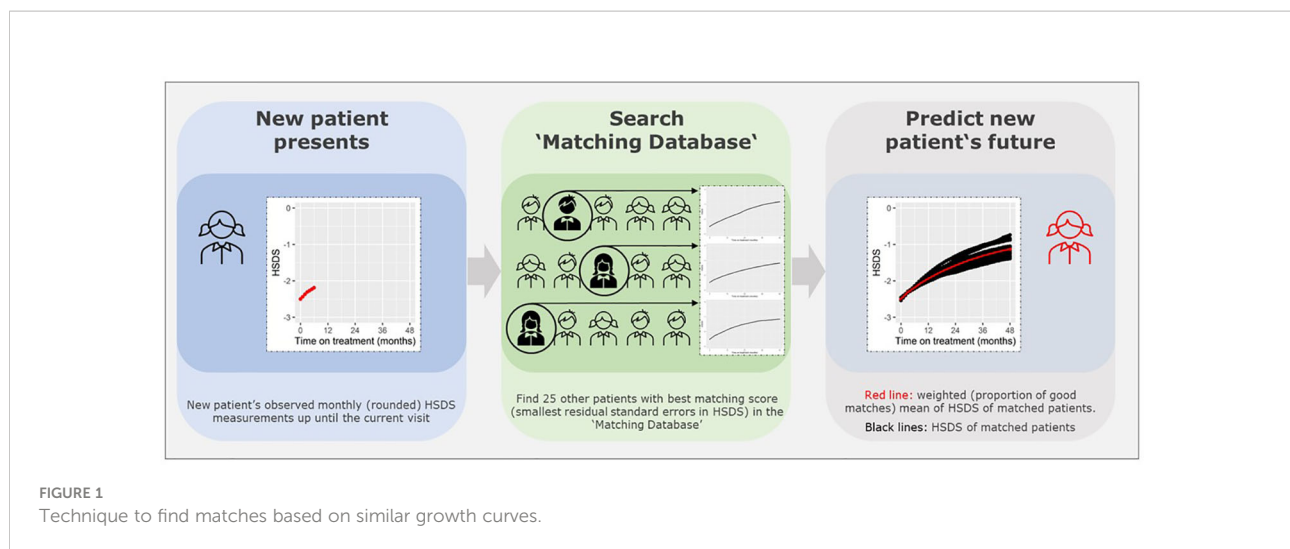 New patient
presents
0
-1
-2
-3
HSDS
0 12 24 36 48
Time on treatment (months)
New patient's observed monthly (rounded) HSDS
measurements up until the current visit
Search
‘Matching Database‘
Find 25 other patients with best matching score
(smallest residual standard errors in HSDS) in the
‘Matching Database’
Predict new
patient‘s future
0
-1
-2
-3
HSDS
0 12 24 36 48
Time on treatment (months)
Red line: weighted (proportion of good
matches) mean of HSDS of matched patients.
Black lines: HSDS of matched patients
FIGURE 1
Technique to find matches based on similar growth curves.